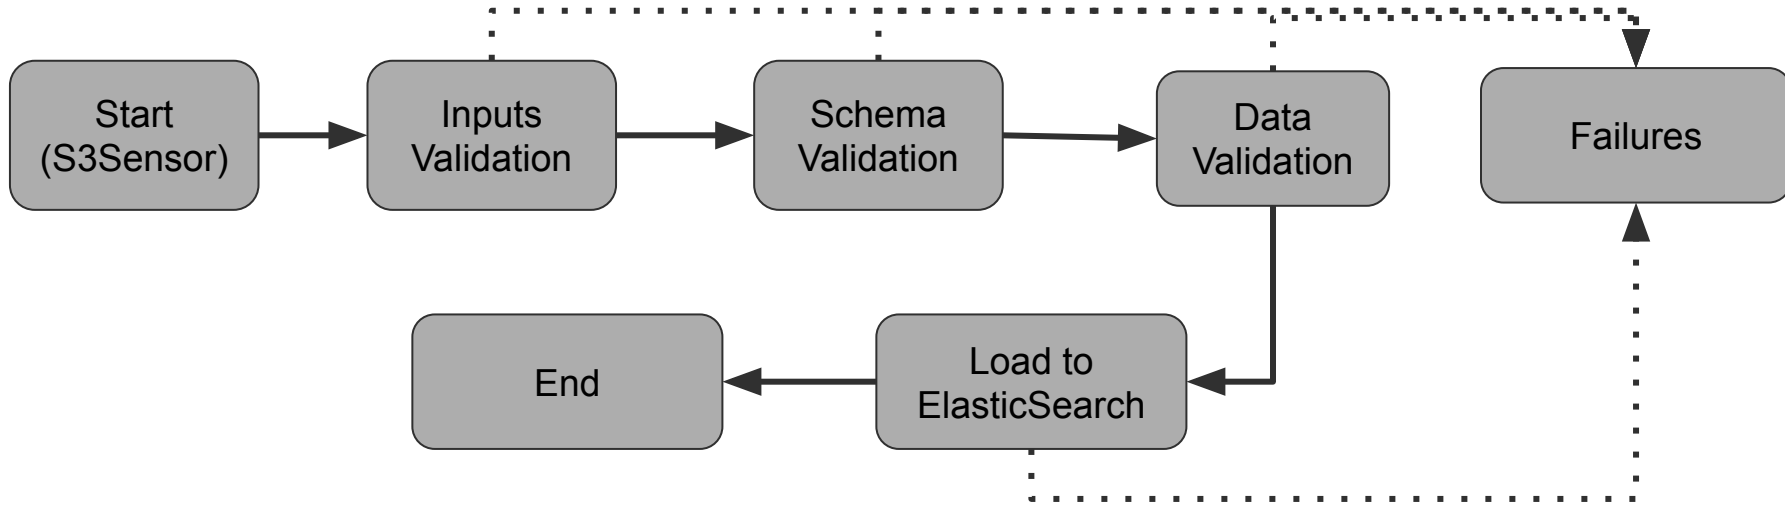 Start
(S3Sensor)
Inputs
Validation
Schema
Validation
Data
Validation
Failures
End
Load to
ElasticSearch